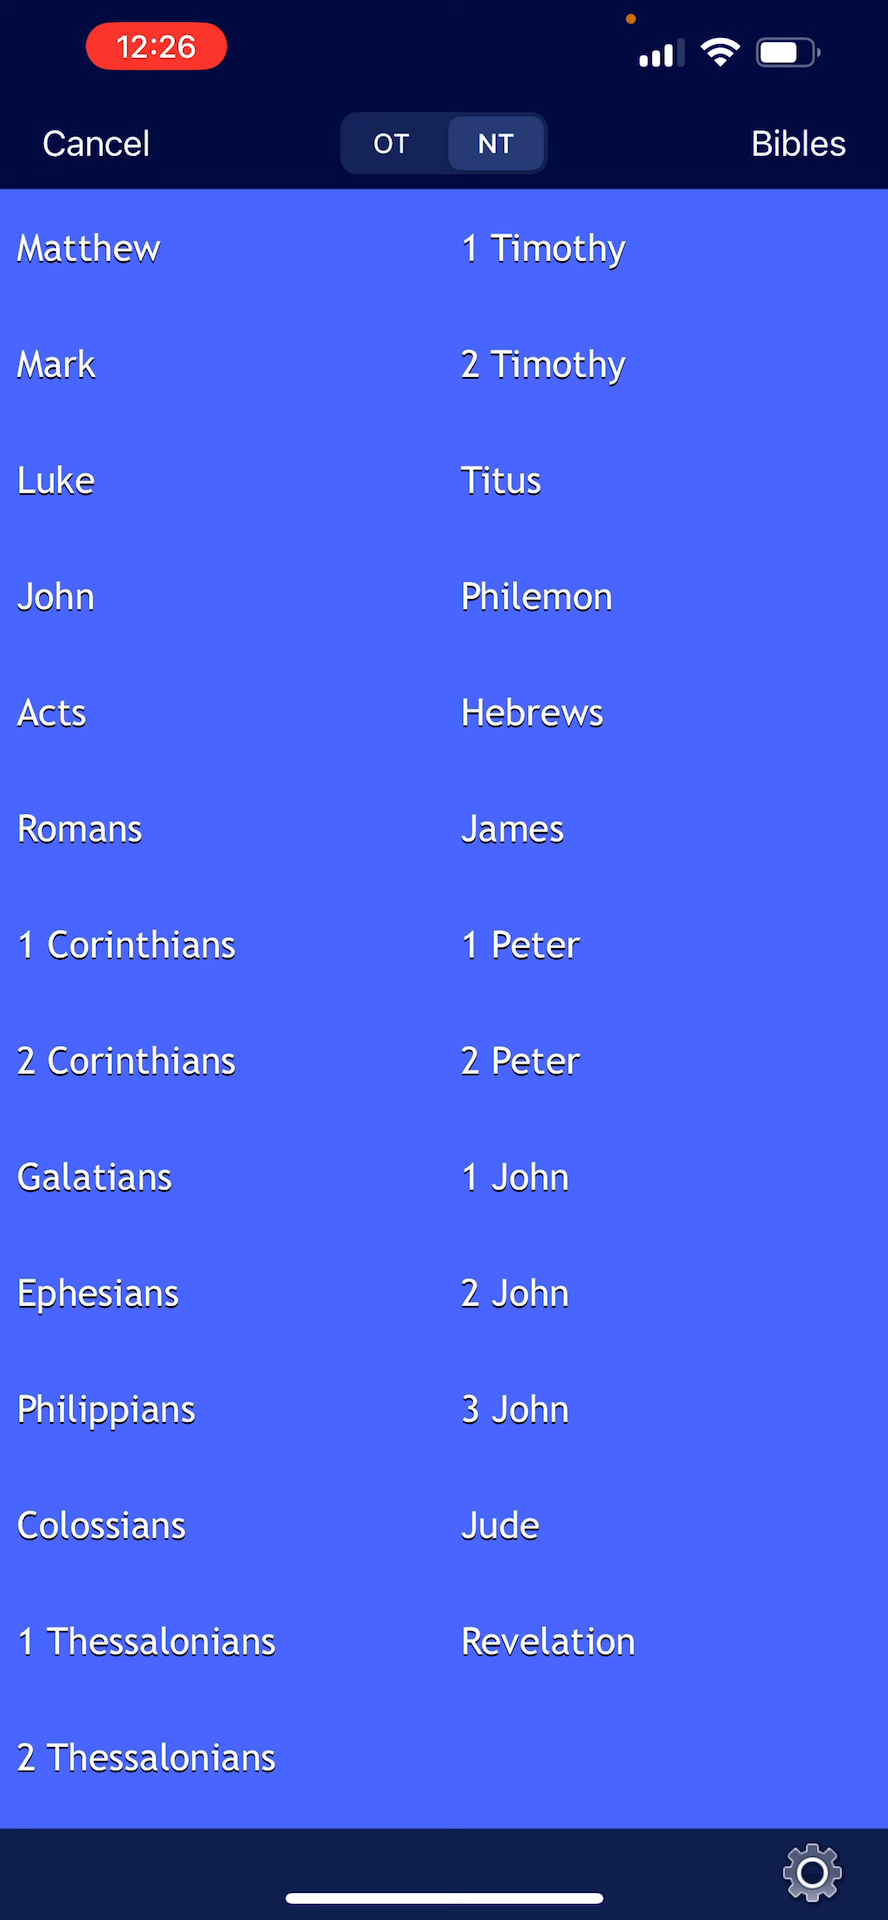 12:26
Cancel OT NT Bibles
Matthew
Mark
Luke
John
Acts
Romans
1 Corinthians
2 Corinthians
Galatians
Ephesians
Philippians
Colossians
1 Thessalonians
2 Thessalonians
1 Timothy
2 Timothy
Titus
Philemon
Hebrews
James
1 Peter
2 Peter
1 John
2 John
3 John
Jude
Revelation